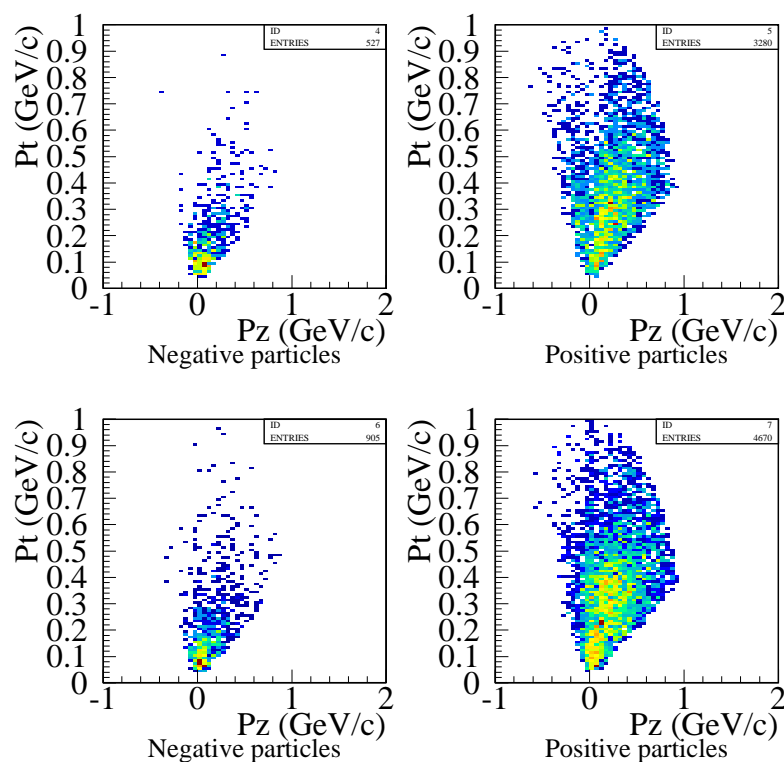 ID 4
ENTRIES 527
Pt (GeV/c)
1
0.9
0.8
0.7
0.6
0.5
0.4
0.3
0.2
0.1
0
-1 0 1 2
Pz (GeV/c)
Negative particles
ID 5
ENTRIES 3280
Pt (GeV/c)
1
0.9
0.8
0.7
0.6
0.5
0.4
0.3
0.2
0.1
0
-1 0 1 2
Pz (GeV/c)
Positive particles
ID 6
ENTRIES 905
Pt (GeV/c)
1
0.9
0.8
0.7
0.6
0.5
0.4
0.3
0.2
0.1
0
-1 0 1 2
Pz (GeV/c)
Negative particles
ID 7
ENTRIES 4670
Pt (GeV/c)
1
0.9
0.8
0.7
0.6
0.5
0.4
0.3
0.2
0.1
0
-1 0 1 2
Pz (GeV/c)
Positive particles